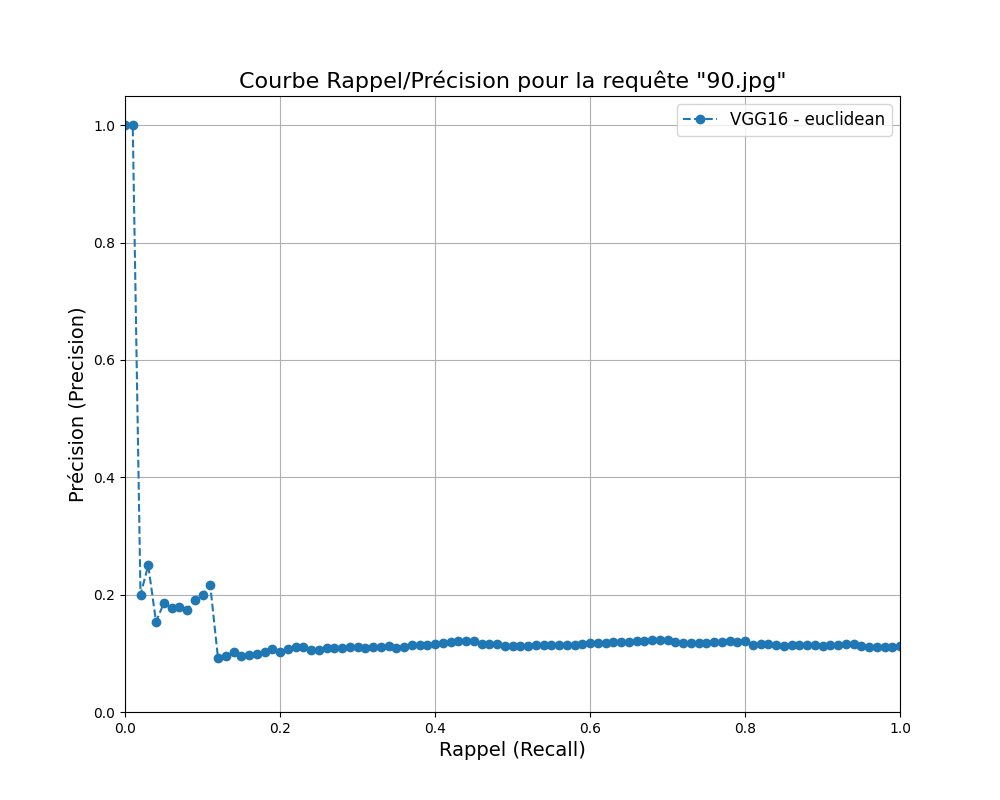 Courbe Rappel/Précision pour la requête "90.jpg"
VGG16 - euclidean
1.0
0.8
0.6
0.4
0.2
0.0
Précision (Precision)
0.0 0.2 0.4 0.6 0.8 1.0
Rappel (Recall)